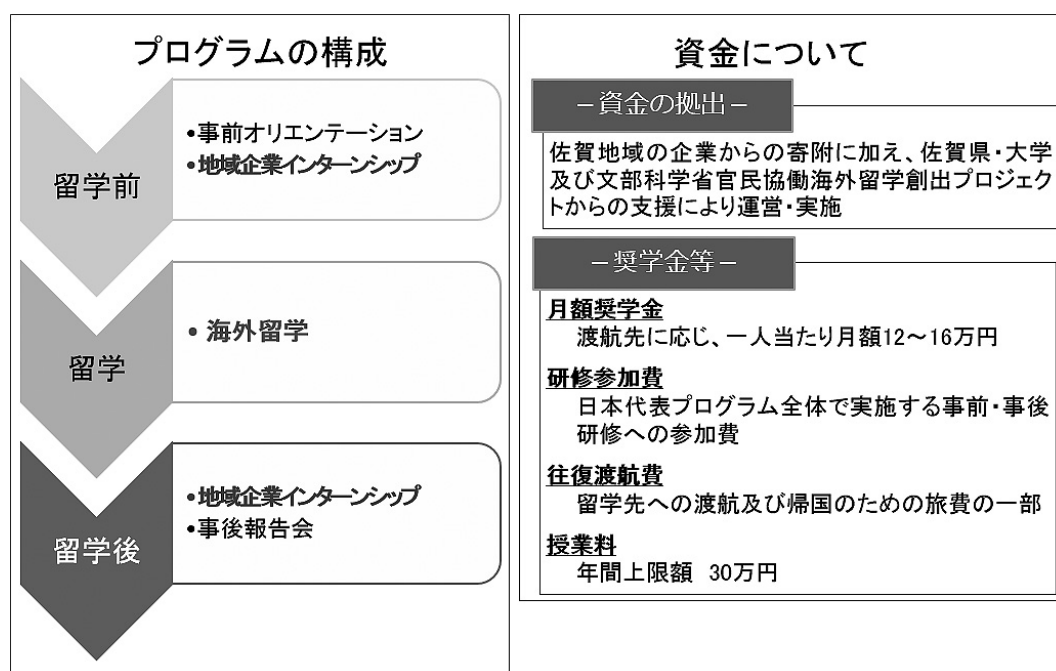 プログラムの構成
留学前
•事前オリエンテーション
•地域企業インターンシップ
留学
• 海外留学
留学後
•地域企業インターンシップ
•事後報告会
資金について
－資金の拠出－
佐賀地域の企業からの寄附に加え、佐賀県・大学
及び文部科学省官民協働海外留学創出プロジェク
トからの支援により運営・実施
－奨学金等－
月額奨学金
渡航先に応じ、一人当たり月額12～16万円
研修参加費
日本代表プログラム全体で実施する事前・事後
研修への参加費
往復渡航費
留学先への渡航及び帰国のための旅費の一部
授業料
年間上限額 30万円